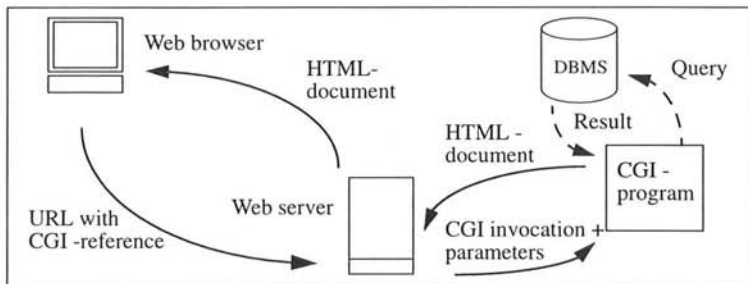 Web browser
HTML-
document
DBMS
Query
Result
HTML -
document
CGI -
program
Web server
URL with
CGI -reference
CGI invocation +
parameters